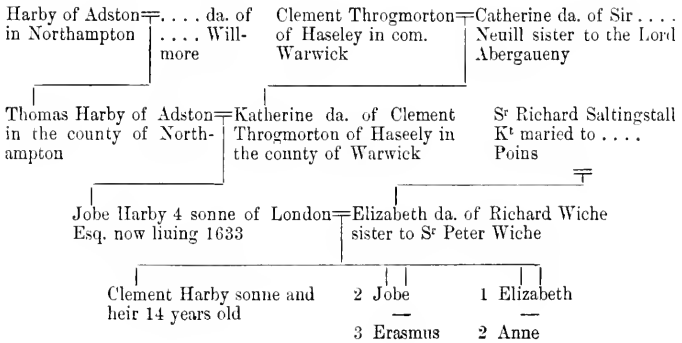 Harby of Adston
in Northampton
. . . . da. of
. . . . Will-
more
Clement Throgmorton
of Haseley in com.
Warwick
Catherine da. of Sir . . . .
Neuill sister to the Lord
Abergaueny
Thomas Harby of Adston
in the county of North-
ampton
Katherine da. of Clement
Throgmorton of Haseely in
the county of Warwick
Sr Richard Saltingstall
Kt maried to . . . .
Poins
Jobe Harby 4 sonne of London
Esq. now liuing 1633
Elizabeth da. of Richard Wiche
sister to Sr Peter Wiche
Clement Harby sonne and
heir 14 years old
2 Jobe
3 Erasmus
1 Elizabeth
2 Anne